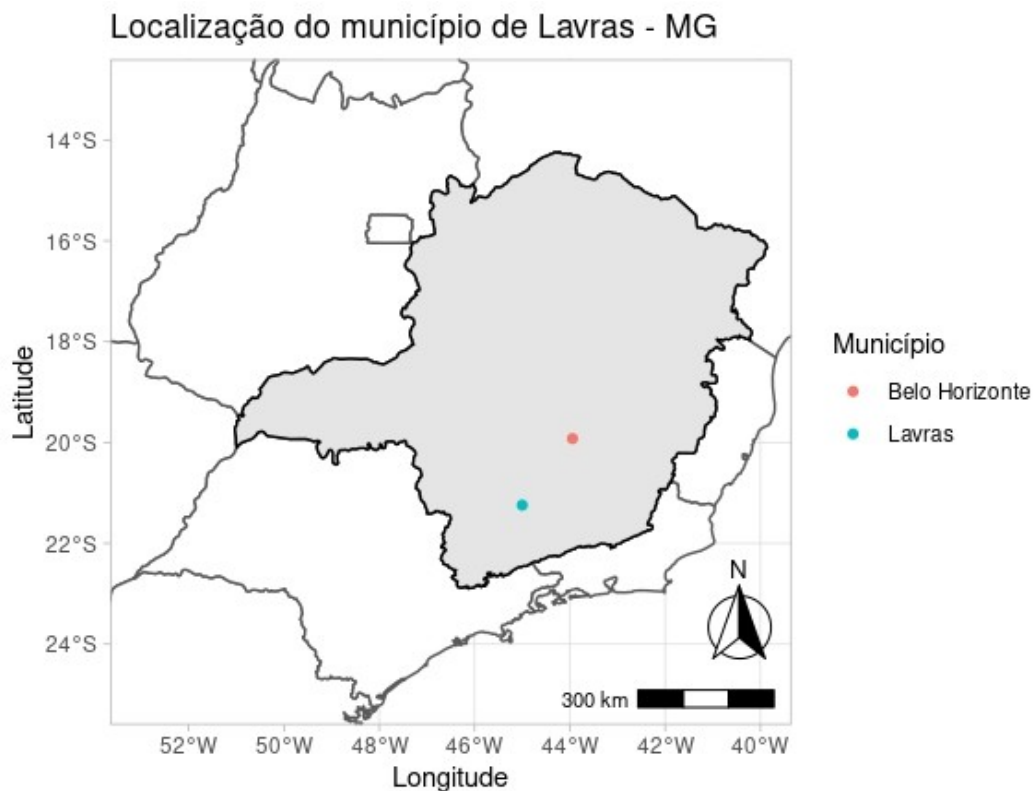 Localização do município de Lavras - MG
14°S
16°S
18°S
20°S
22°S
24°S
Latitude
52°W 50°W 48°W 46°W 44°W 42°W 40°W
Longitude
N
300 km
Município
Belo Horizonte
Lavras